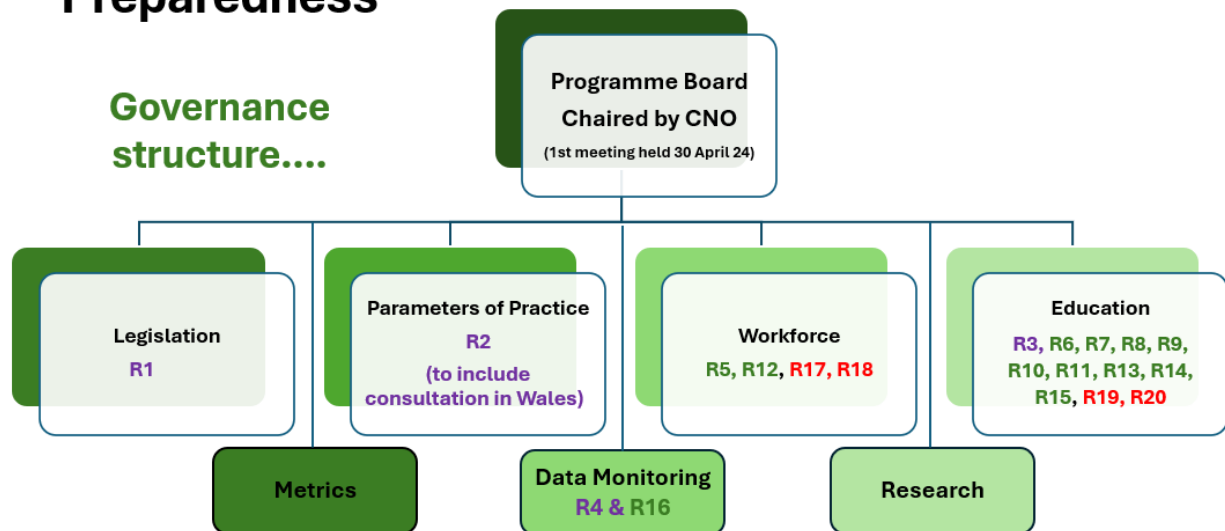 Preparedness
Governance
structure....
Programme Board
Chaired by CNO
(1st meeting held 30 April 24)
Legislation
R1
Parameters of Practice
R2
(to include
consultation in Wales)
Workforce
R5, R12, R17, R18
Education
R3, R6, R7, R8, R9,
R10, R11, R13, R14,
R15, R19, R20
Metrics
Data Monitoring
R4 & R16
Research